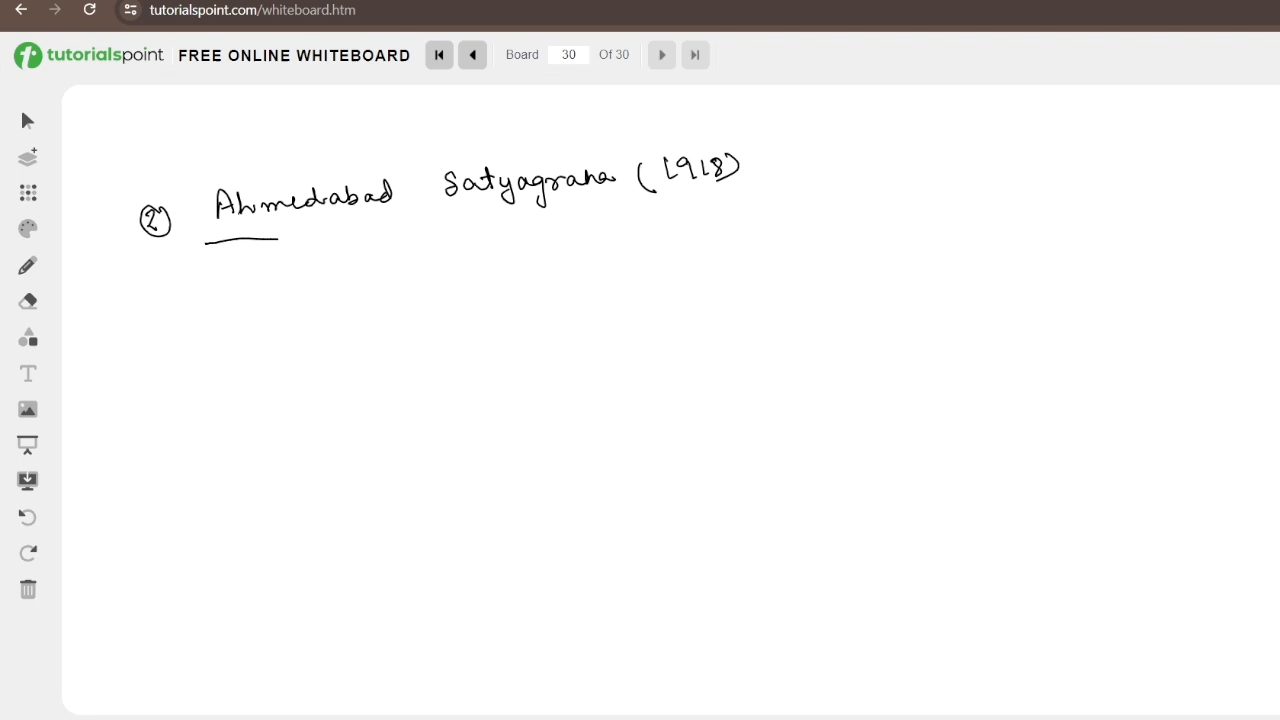 tutorialspoint.com/whiteboard.htm
tutorialspoint FREE ONLINE WHITEBOARD Board 30 Of 30
② Ahmedabad Satyagraha (1918)
T